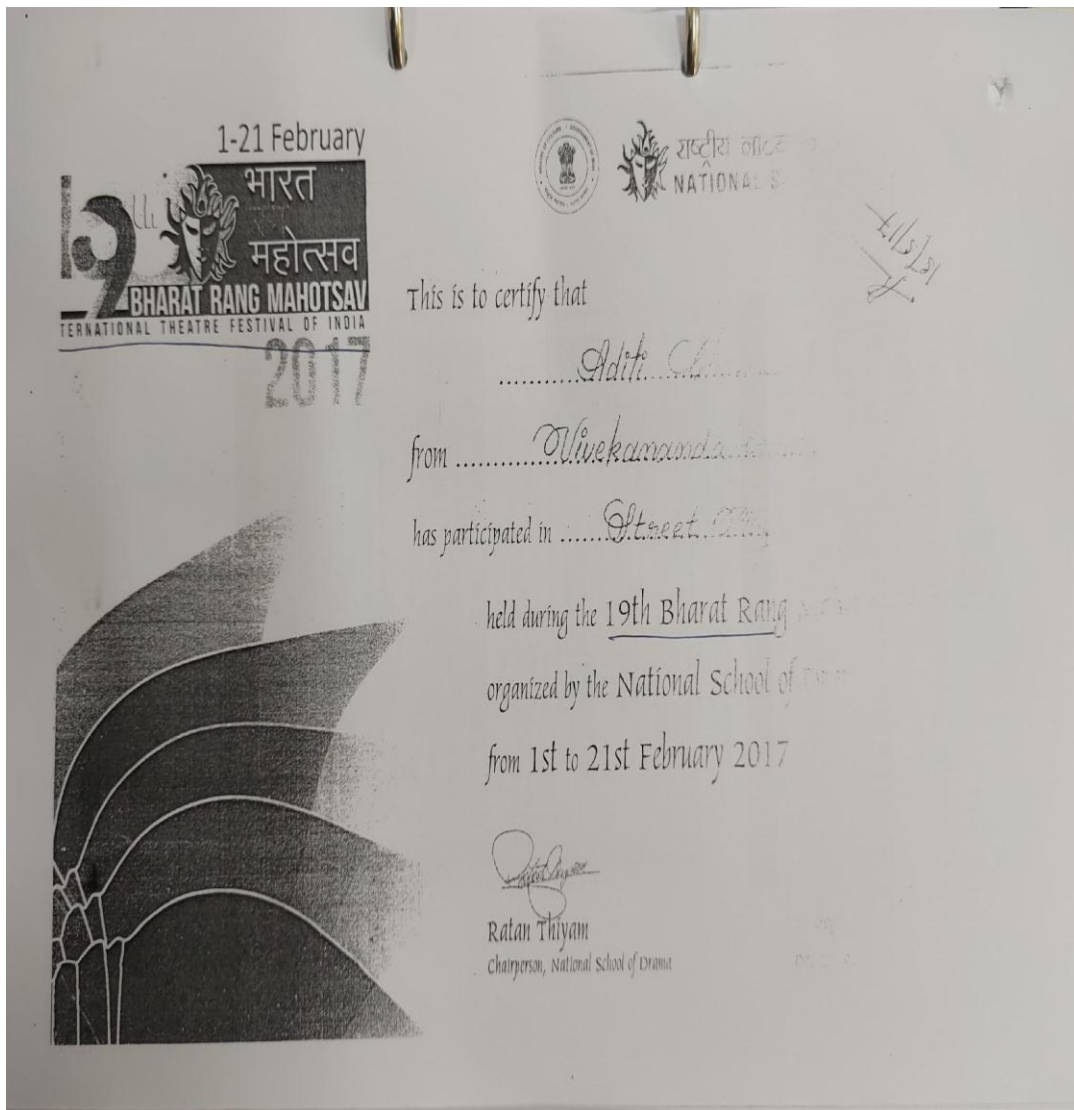 1-21 February
19th
भारत
महोत्सव
BHARAT RANG MAHOTSAV
TERNATIONAL THEATRE FESTIVAL OF INDIA
2017
राष्ट्रीय
NATIONAL
This is to certify that
Aditi
from Vivekananda
has participated in Street
held during the 19th Bharat Rang
organized by the National School of
from 1st to 21st February 2017
Ratan Thiyam
Chairperson, National School of Drama